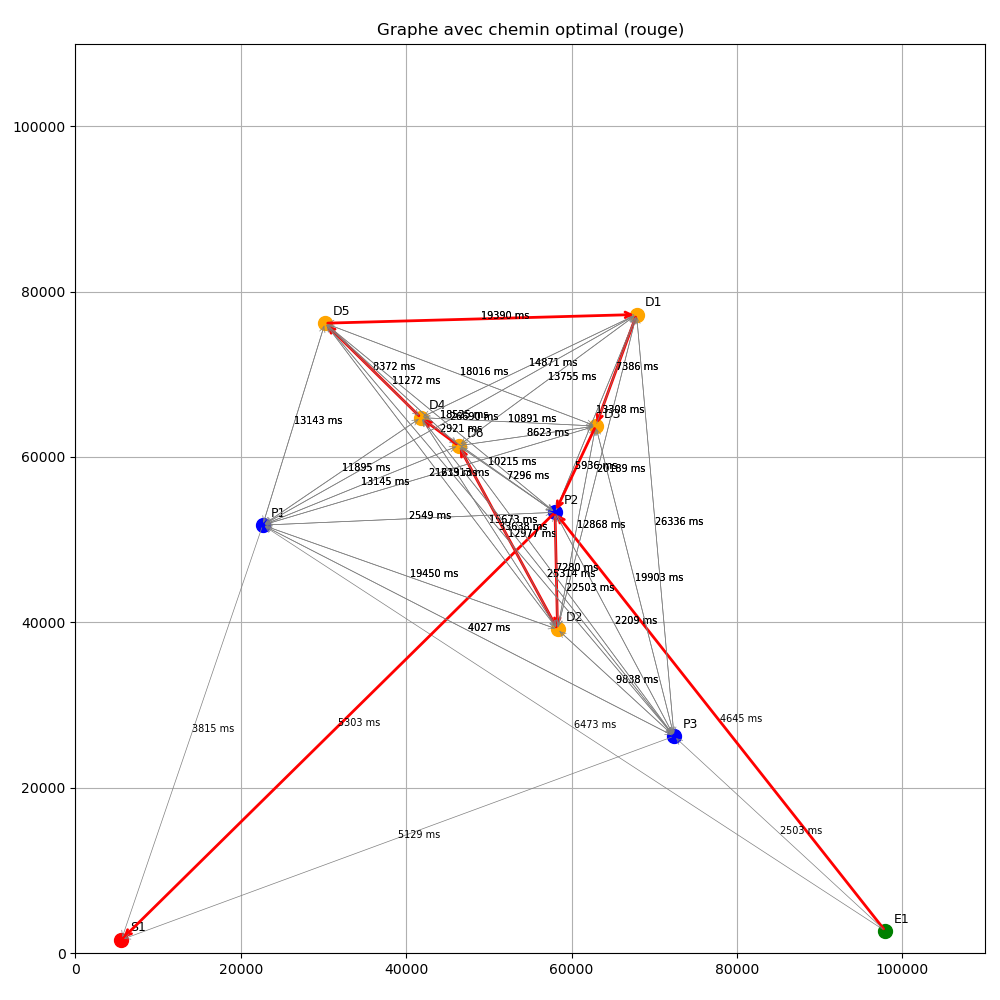 Graphe avec chemin optimal (rouge)
100000
80000
60000
40000
20000
0
D5
D1
19390 ms
7386 ms
14871 ms
13755 ms
18016 ms
8372 ms
11272 ms
D4
10891 ms
13308 ms
2921 ms
D6
8623 ms
13143 ms
10215 ms
7296 ms
5936 ms
20189 ms
11895 ms
13145 ms
P1
P2
2549 ms
15673 ms
12977 ms
12868 ms
26336 ms
7280 ms
25314 ms
22503 ms
19903 ms
19450 ms
D2
4027 ms
2209 ms
9838 ms
3815 ms
5303 ms
6473 ms
4645 ms
P3
5129 ms
2503 ms
S1
E1
0
20000
40000
60000
80000
100000